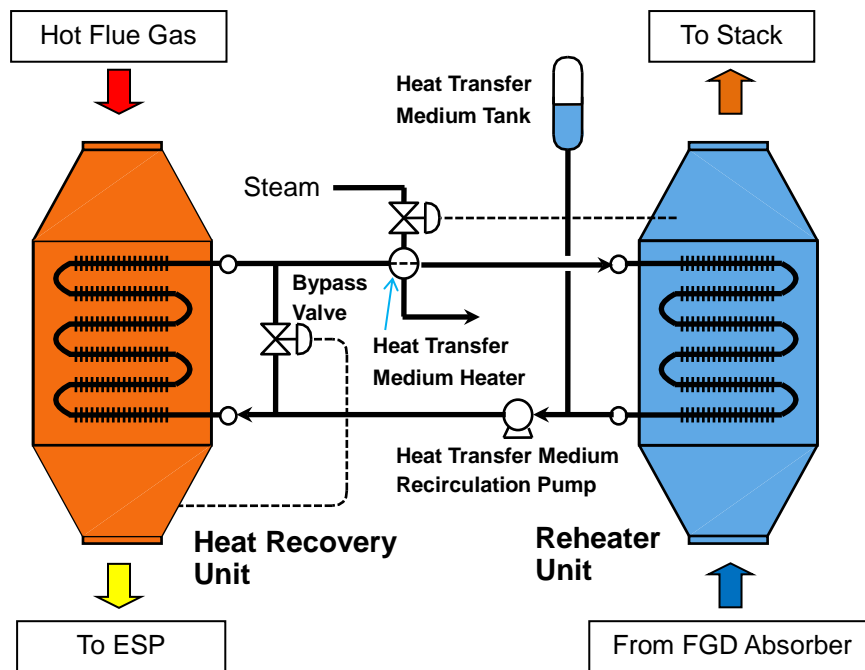 Hot Flue Gas
To Stack
Heat Transfer
Medium Tank
Steam
Bypass
Valve
Heat Transfer
Medium Heater
Heat Transfer Medium
Recirculation Pump
Heat Recovery
Unit
Reheater
Unit
To ESP
From FGD Absorber